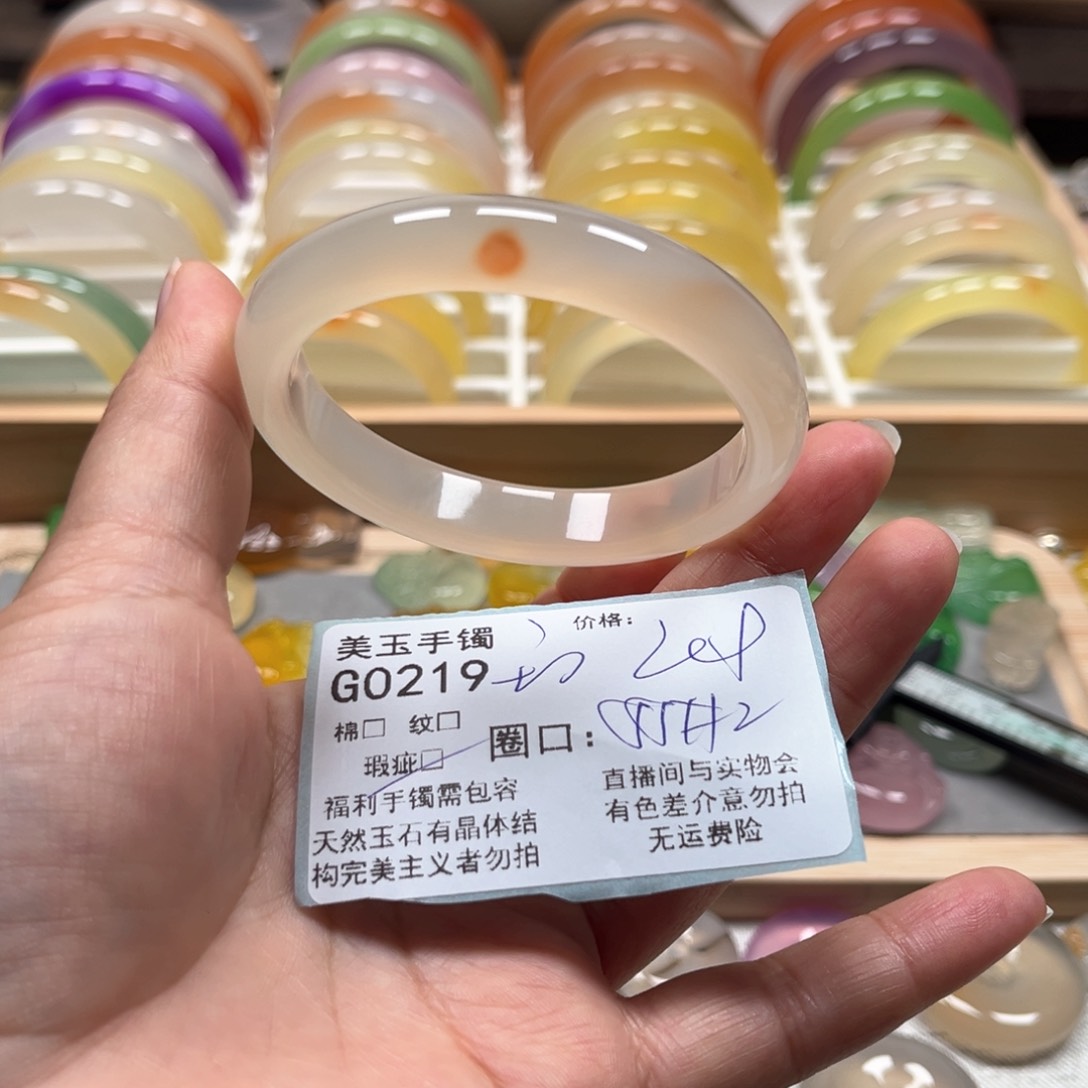 美玉手镯
价格:
G0219
棉□ 纹□
瑕疵□
圈口:
福利手镯需包容
天然玉石有晶体结
构完美主义者勿拍
直播间与实物会
有色差介意勿拍
无运费险